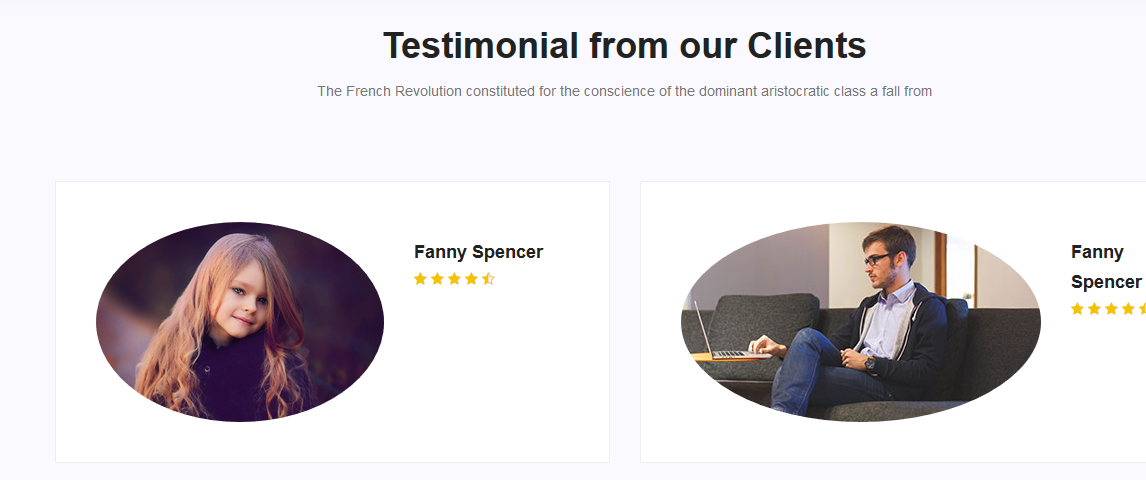 Testimonial from our Clients
The French Revolution constituted for the conscience of the dominant aristocratic class a fall from
Fanny Spencer
Fanny
Spencer